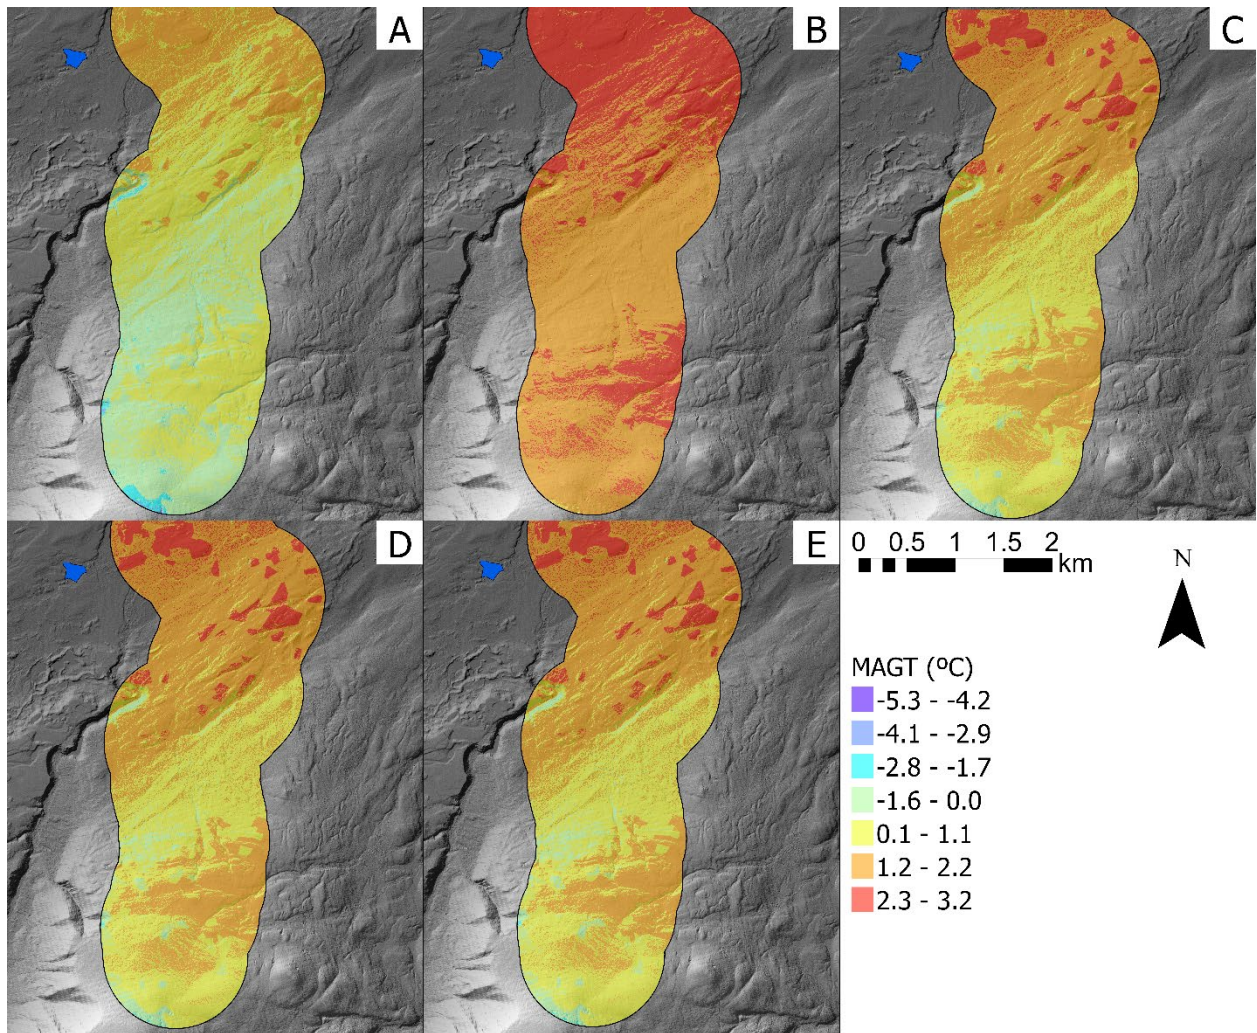 A
B
C
D
E
0 0.5 1 1.5 2
km
N
MAGT (ºC)
-5.3 - -4.2
-4.1 - -2.9
-2.8 - -1.7
-1.6 - 0.0
0.1 - 1.1
1.2 - 2.2
2.3 - 3.2